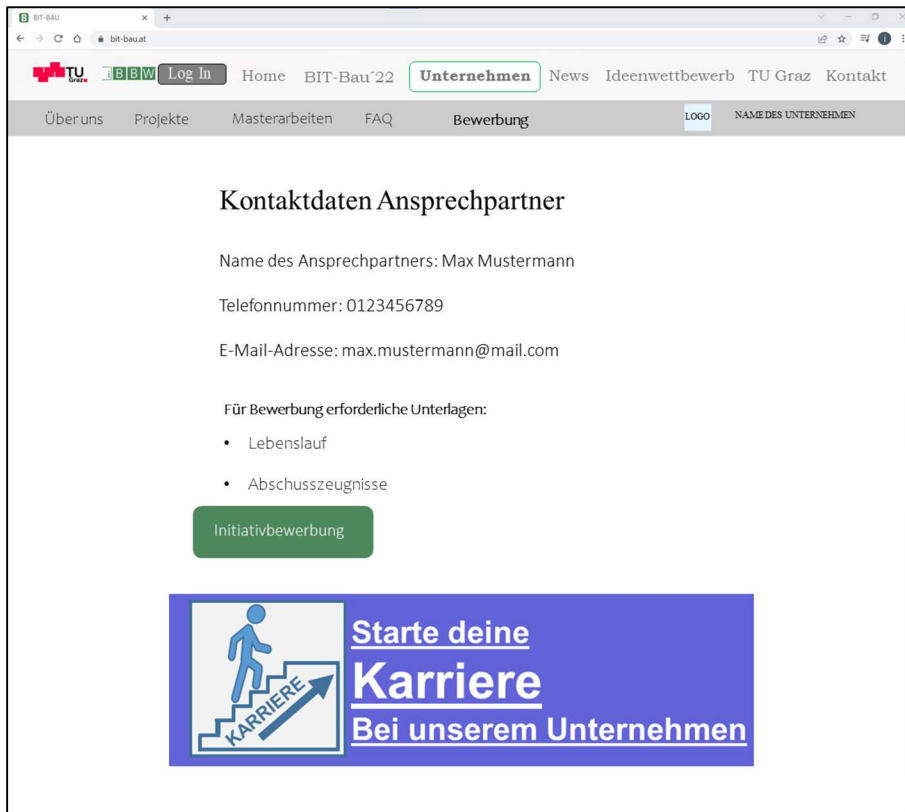 BIT-BAU
bit-bau.at
TU Graz iBBW Log In Home BIT-Bau´22 Unternehmen News Ideenwettbewerb TU Graz Kontakt
Über uns Projekte Masterarbeiten FAQ Bewerbung LOGO NAME DES UNTERNEHMEN
Kontaktdaten Ansprechpartner
Name des Ansprechpartners: Max Mustermann
Telefonnummer: 0123456789
E-Mail-Adresse: max.mustermann@mail.com
Für Bewerbung erforderliche Unterlagen:
• Lebenslauf
• Abschusszeugnisse
Initiativbewerbung
KARRIERE
Starte deine
Karriere
Bei unserem Unternehmen